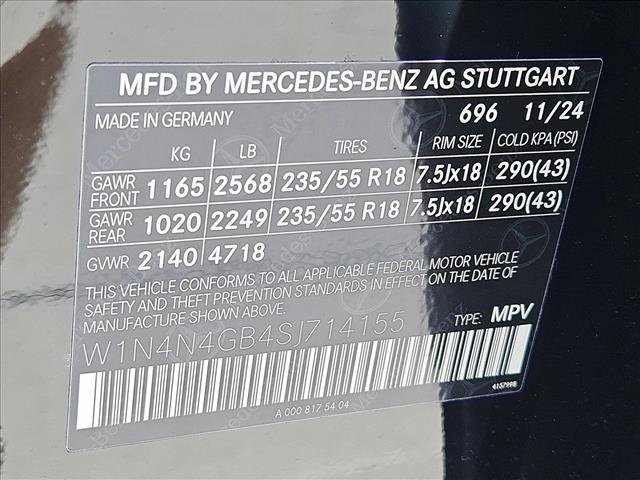 MFD BY MERCEDES-BENZ AG STUTTGART
MADE IN GERMANY 696 11/24
KG LB TIRES RIM SIZE COLD KPA (PSI)
GAWR FRONT 1165 2568 235/55 R18 7.5Jx18 290(43)
GAWR REAR 1020 2249 235/55 R18 7.5Jx18 290(43)
GVWR 2140 4718
THIS VEHICLE CONFORMS TO ALL APPLICABLE FEDERAL MOTOR VEHICLE
SAFETY AND THEFT PREVENTION STANDARDS IN EFFECT ON THE DATE OF
MANUFACTURE SHOWN ABOVE.
W1N4N4GB4SJ714155 TYPE: MPV
A 000 817 54 04